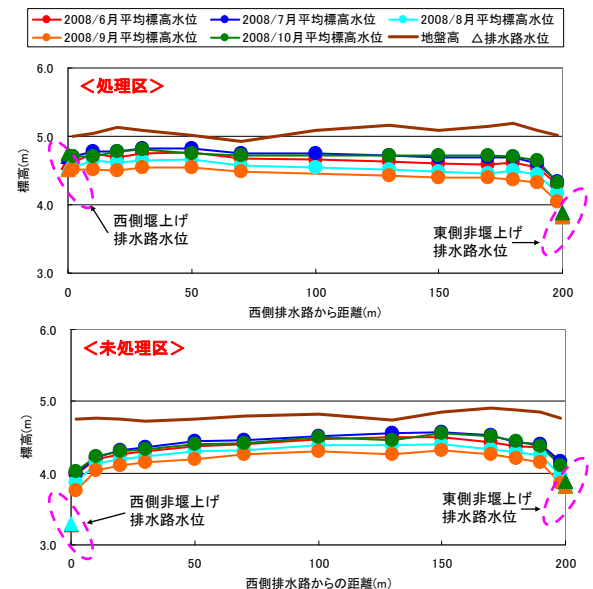 2008/6月平均標高水位 2008/7月平均標高水位 2008/8月平均標高水位
2008/9月平均標高水位 2008/10月平均標高水位 地盤高 △排水路水位
6.0
＜処理区＞
5.0
標高(m)
4.0
西側堰上げ
排水路水位
東側非堰上げ
排水路水位
3.0
0 50 100 150 200
西側排水路から距離(m)
6.0
＜未処理区＞
5.0
標高(m)
4.0
西側非堰上げ
排水路水位
東側非堰上げ
排水路水位
3.0
0 50 100 150 200
西側排水路からの距離(m)